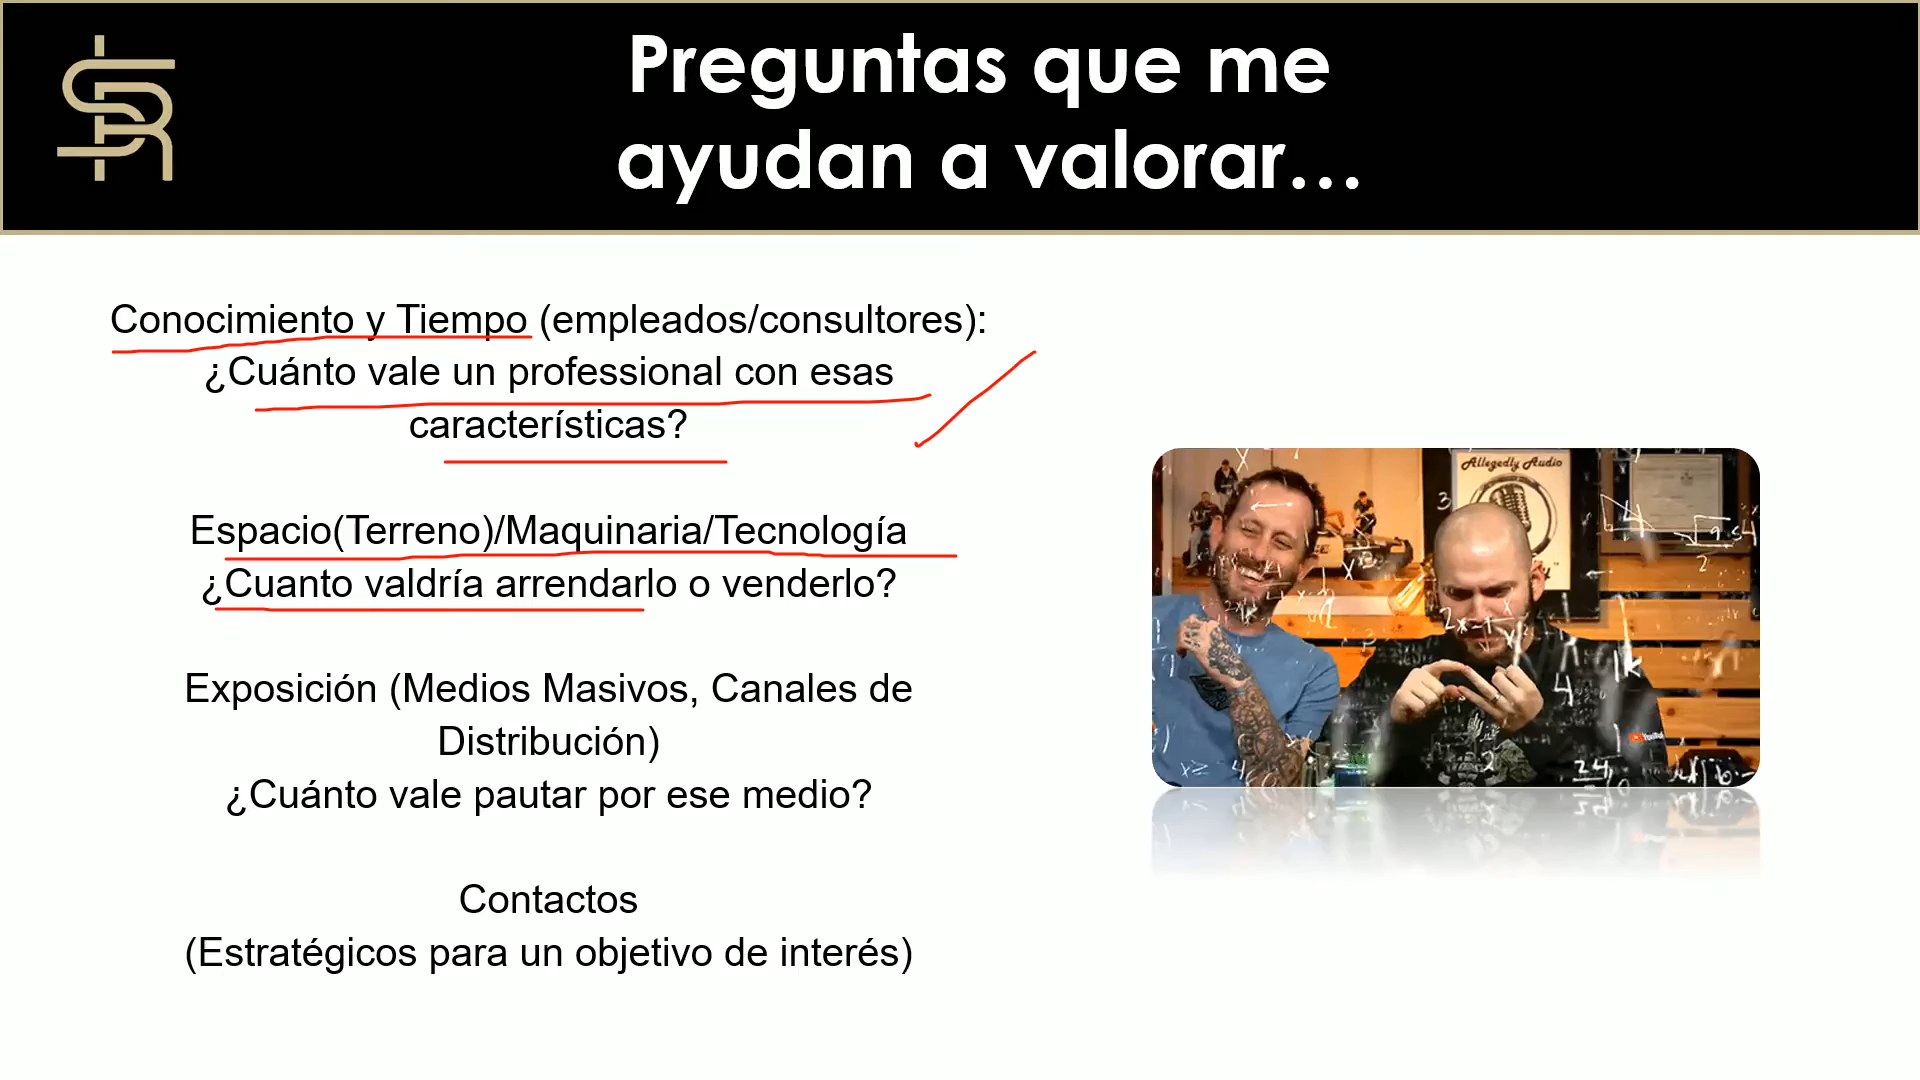 Preguntas que me
ayudan a valorar...
Conocimiento y Tiempo (empleados/consultores):
¿Cuánto vale un professional con esas
características?
Espacio(Terreno)/Maquinaria/Tecnología
¿Cuanto valdría arrendarlo o venderlo?
Exposición (Medios Masivos, Canales de
Distribución)
¿Cuánto vale pautar por ese medio?
Contactos
(Estratégicos para un objetivo de interés)
Allegedly Audio